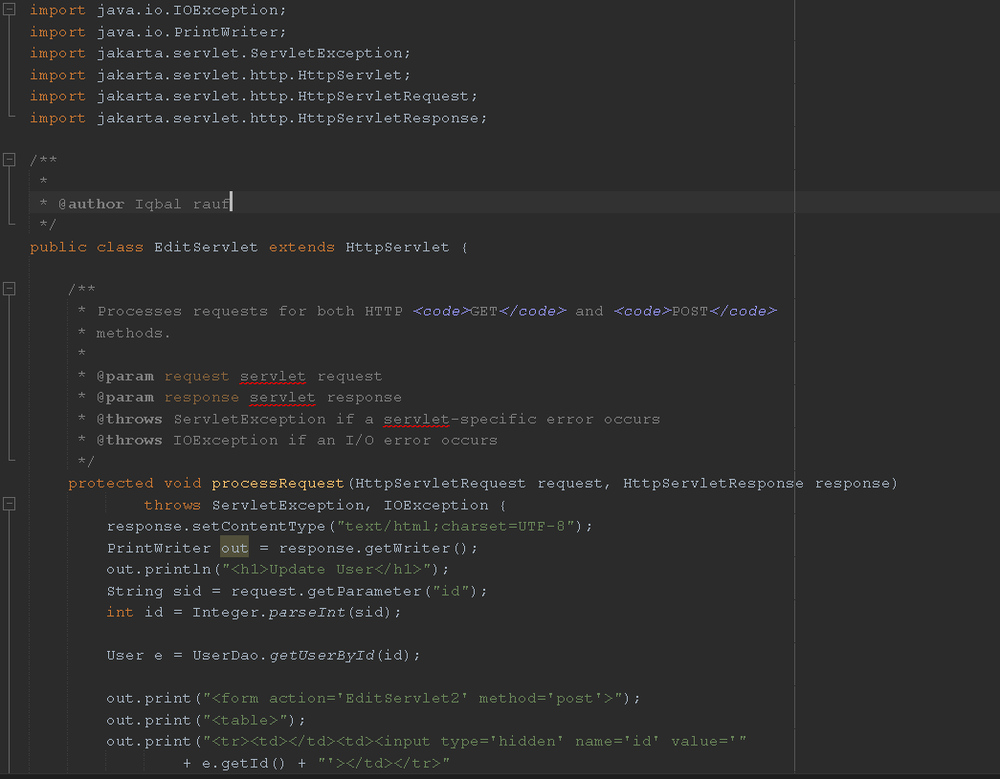 import java.io.IOException;
import java.io.PrintWriter;
import jakarta.servlet.ServletException;
import jakarta.servlet.http.HttpServlet;
import jakarta.servlet.http.HttpServletRequest;
import jakarta.servlet.http.HttpServletResponse;
/**
*
* @author Iqbal rauf
*/
public class EditServlet extends HttpServlet {
/**
* Processes requests for both HTTP <code>GET</code> and <code>POST</code>
* methods.
*
* @param request servlet request
* @param response servlet response
* @throws ServletException if a servlet-specific error occurs
* @throws IOException if an I/O error occurs
*/
protected void processRequest(HttpServletRequest request, HttpServletResponse response)
throws ServletException, IOException {
response.setContentType("text/html;charset=UTF-8");
PrintWriter out = response.getWriter();
out.println("<h1>Update User</h1>");
String sid = request.getParameter("id");
int id = Integer.parseInt(sid);
User e = UserDao.getUserById(id);
out.print("<form action='EditServlet2' method='post'>");
out.print("<table>");
out.print("<tr><td></td><td><input type='hidden' name='id' value='"
+ e.getId() + "'></td></tr>"